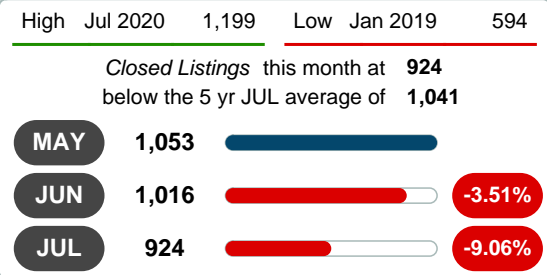 High Jul 2020 1,199 Low Jan 2019 594
Closed Listings this month at 924
below the 5 yr JUL average of 1,041
MAY 1,053
JUN 1,016 -3.51%
JUL 924 -9.06%